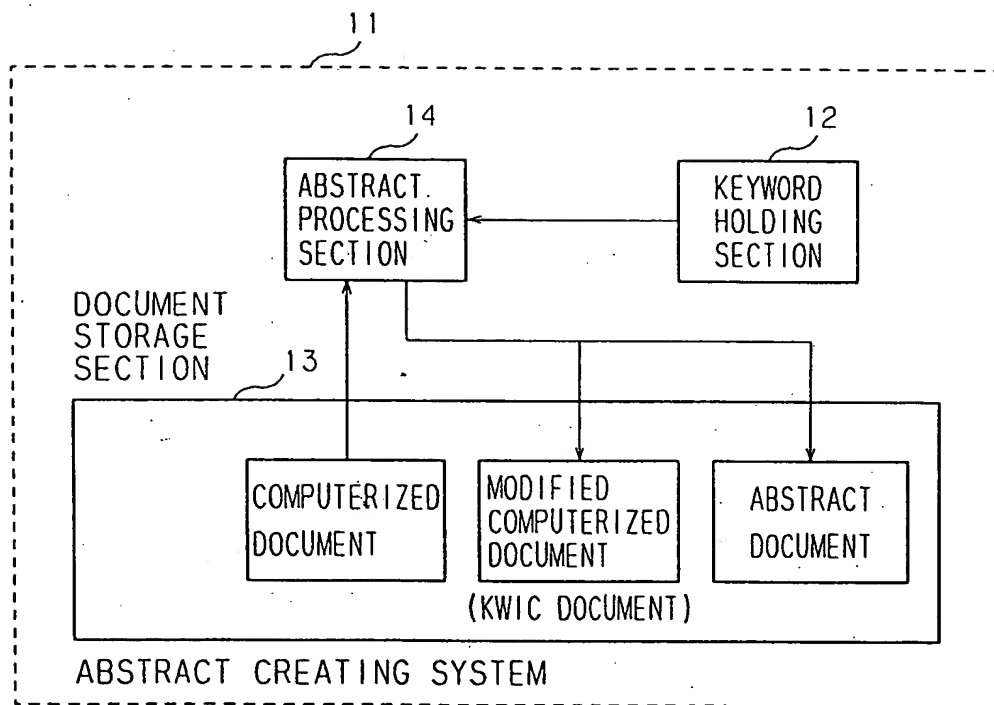 11
14
12
ABSTRACT
PROCESSING
SECTION
KEYWORD
HOLDING
SECTION
DOCUMENT
STORAGE
SECTION
13
COMPUTERIZED
DOCUMENT
MODIFIED
COMPUTERIZED
DOCUMENT
ABSTRACT
DOCUMENT
(KWIC DOCUMENT)
ABSTRACT CREATING SYSTEM